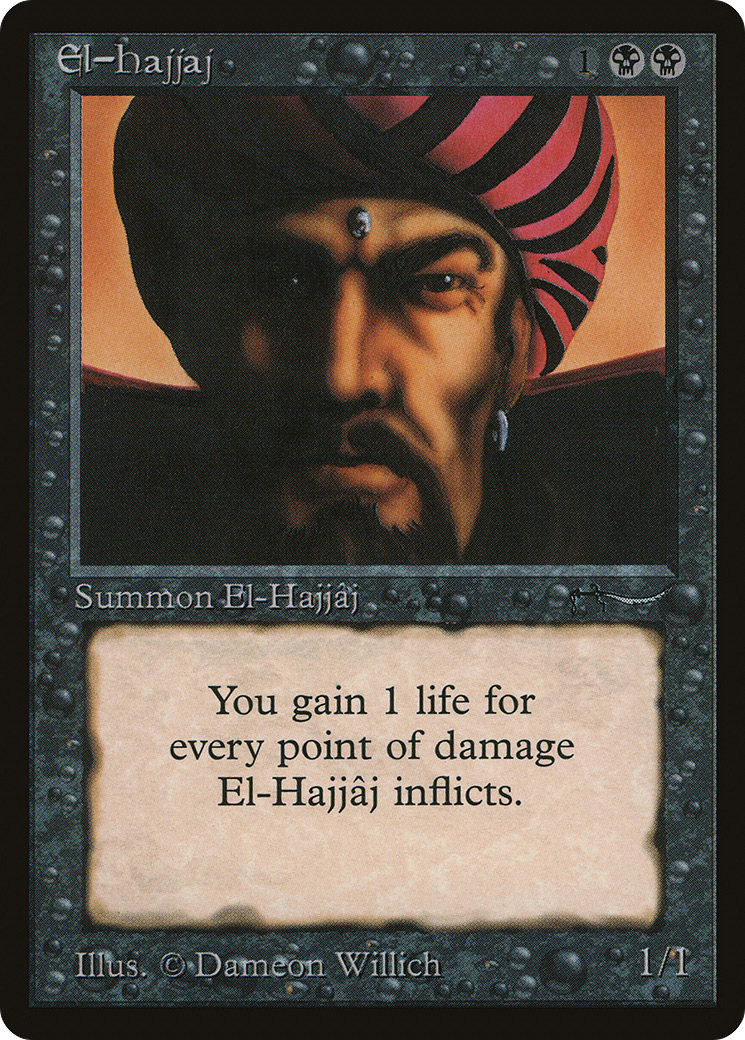 El-hajjaj 1
Summon El-Hajjâj
You gain 1 life for
every point of damage
El-Hajjâj inflicts.
Illus. © Dameon Willich 1/1